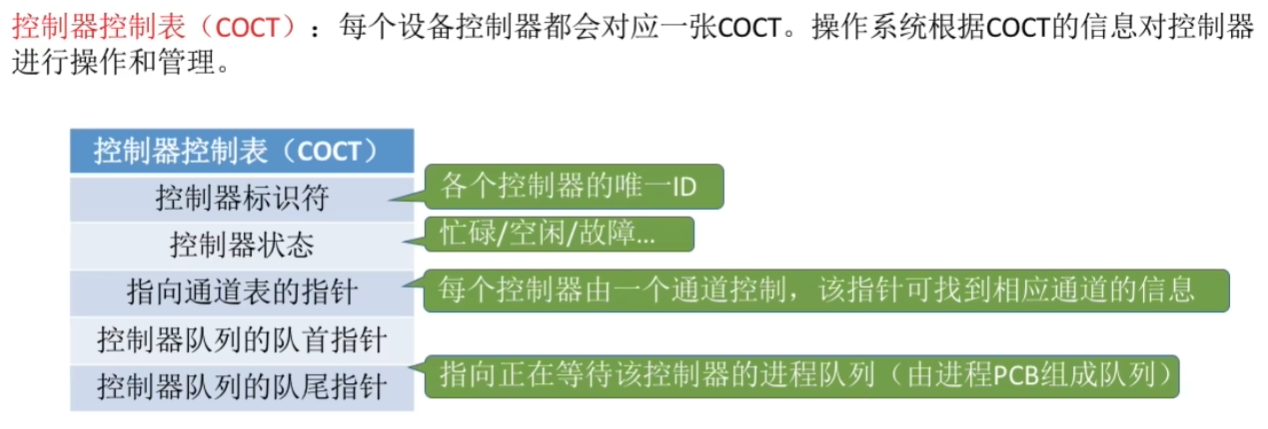 控制器控制表（COCT）：每个设备控制器都会对应一张COCT。操作系统根据COCT的信息对控制器
进行操作和管理。
控制器控制表（COCT）
控制器标识符
各个控制器的唯一ID
控制器状态
忙碌/空闲/故障...
指向通道表的指针
每个控制器由一个通道控制，该指针可找到相应通道的信息
控制器队列的队首指针
控制器队列的队尾指针
指向正在等待该控制器的进程队列（由进程PCB组成队列）